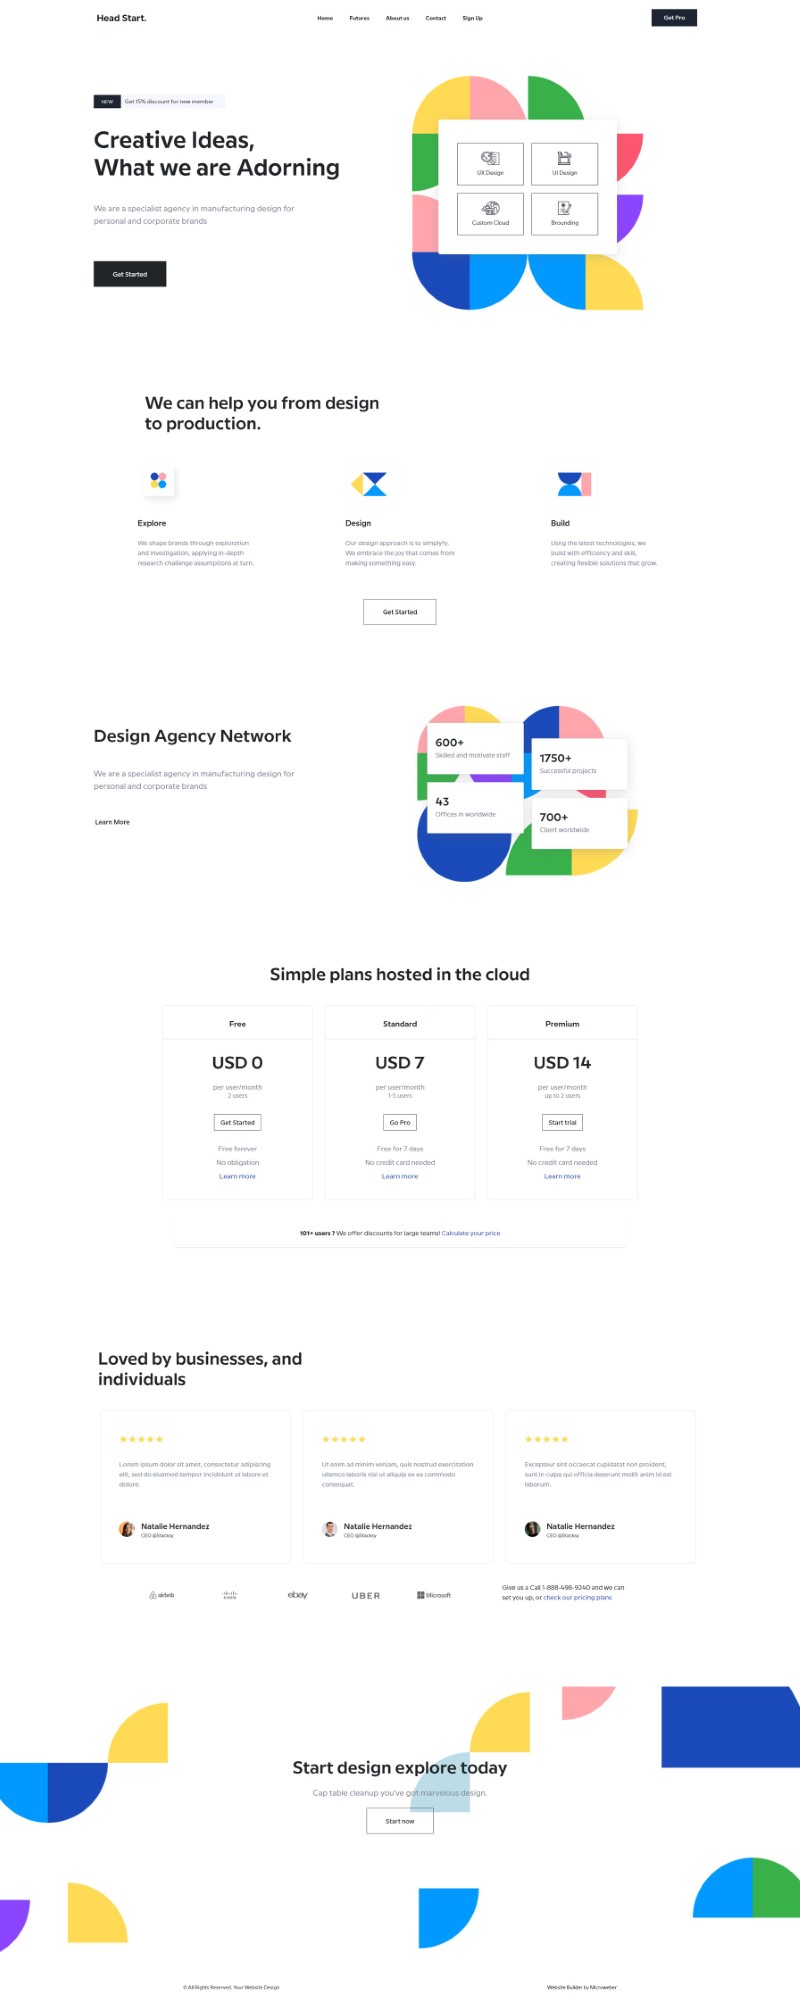 Head Start.
Home
Futures
About us
Contact
Sign Up
Get Pro
NEW
Get 15% discount for new member
Creative Ideas,
What we are Adorning
We are a specialist agency in manufacturing design for
personal and corporate brands
Get Started
UX Design
UI Design
Custom Cloud
Brounding
We can help you from design
to production.
Explore
We shape brands through exploration
and investigation, applying in-depth
research challange assumptions at turn.
Design
Our design approach is to simplyfy.
We embrace the joy that comes from
making something easy.
Build
Using the latest technologies, we
build with efficiency and skill,
creating flexible solutions that grow.
Get Started
Design Agency Network
We are a specialist agency in manufacturing design for
personal and corporate brands
Learn More
600+
Skilled and motivate staff
1750+
Successful projects
43
Offices in worldwide
700+
Client worldwide
Simple plans hosted in the cloud
Free
USD 0
per user/month
2 users
Get Started
Free forever
No obligation
Learn more
Standard
USD 7
per user/month
1-5 users
Go Pro
Free for 7 days
No credit card needed
Learn more
Premium
USD 14
per user/month
up to 2 users
Start trial
Free for 7 days
No credit card needed
Learn more
101+ users ? We offer discounts for large teams! Calculate your price
Loved by businesses, and
individuals
Lorem ipsum dolor sit amet, consectetur adipiscing
elit, sed do eiusmod tempor incididunt ut labore et
dolore.
Natalie Hernandez
CEO @Stacksy
Ut enim ad minim veniam, quis nostrud exercitation
ullamco laboris nisi ut aliquip ex ea commodo
consequat.
Natalie Hernandez
CEO @Stacksy
Excepteur sint occaecat cupidatat non proident,
sunt in culpa qui officia deserunt mollit anim id est
laborum.
Natalie Hernandez
CEO @Stacksy
airbnb
CISCO
ebay
UBER
Microsoft
Give us a Call 1-888-498-9240 and we can
set you up, or check our pricing plans
Start design explore today
Cap table cleanup you've got marvelous design.
Start now
© All Rights Reserved. Your Website Design
Website Builder by Microweber